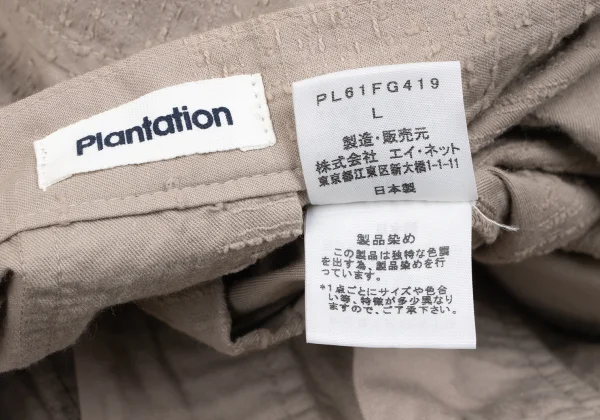 Plantation
PL61FG419
L
製造・販売元
株式会社 エイ・ネット
東京都江東区新大橋1-1-11
日本製
製品染め
この製品は独特な色調
を出す為、製品染めを行
っています。
*1点ごとにサイズや色合
い等、特徴が多少異なり
ますので、ご了承下さい。